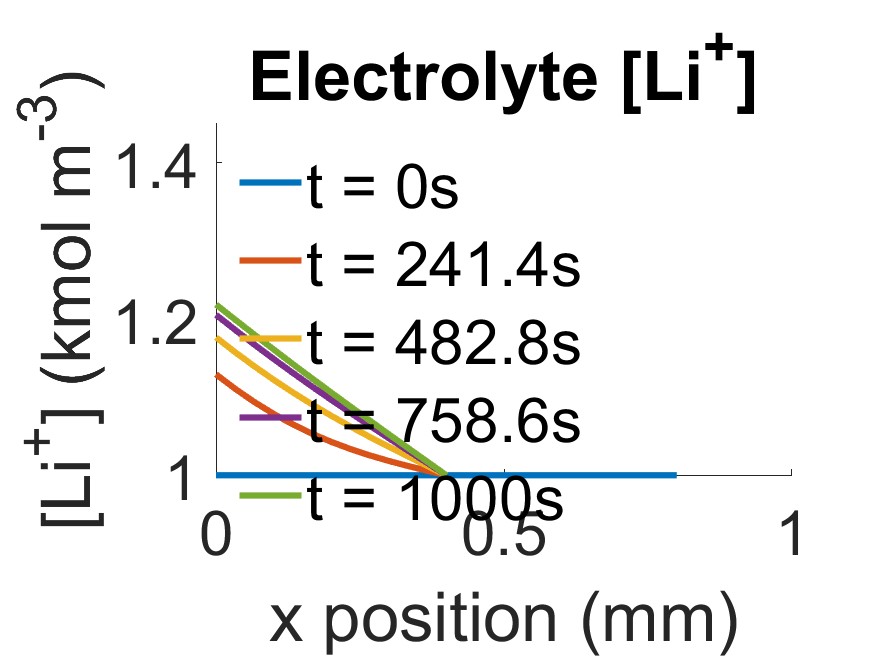 Electrolyte [Li⁺]
[Li⁺] (kmol m⁻³)
1.4
1.2
1
t = 0s
t = 241.4s
t = 482.8s
t = 758.6s
t = 1000s
0 0.5 1
x position (mm)